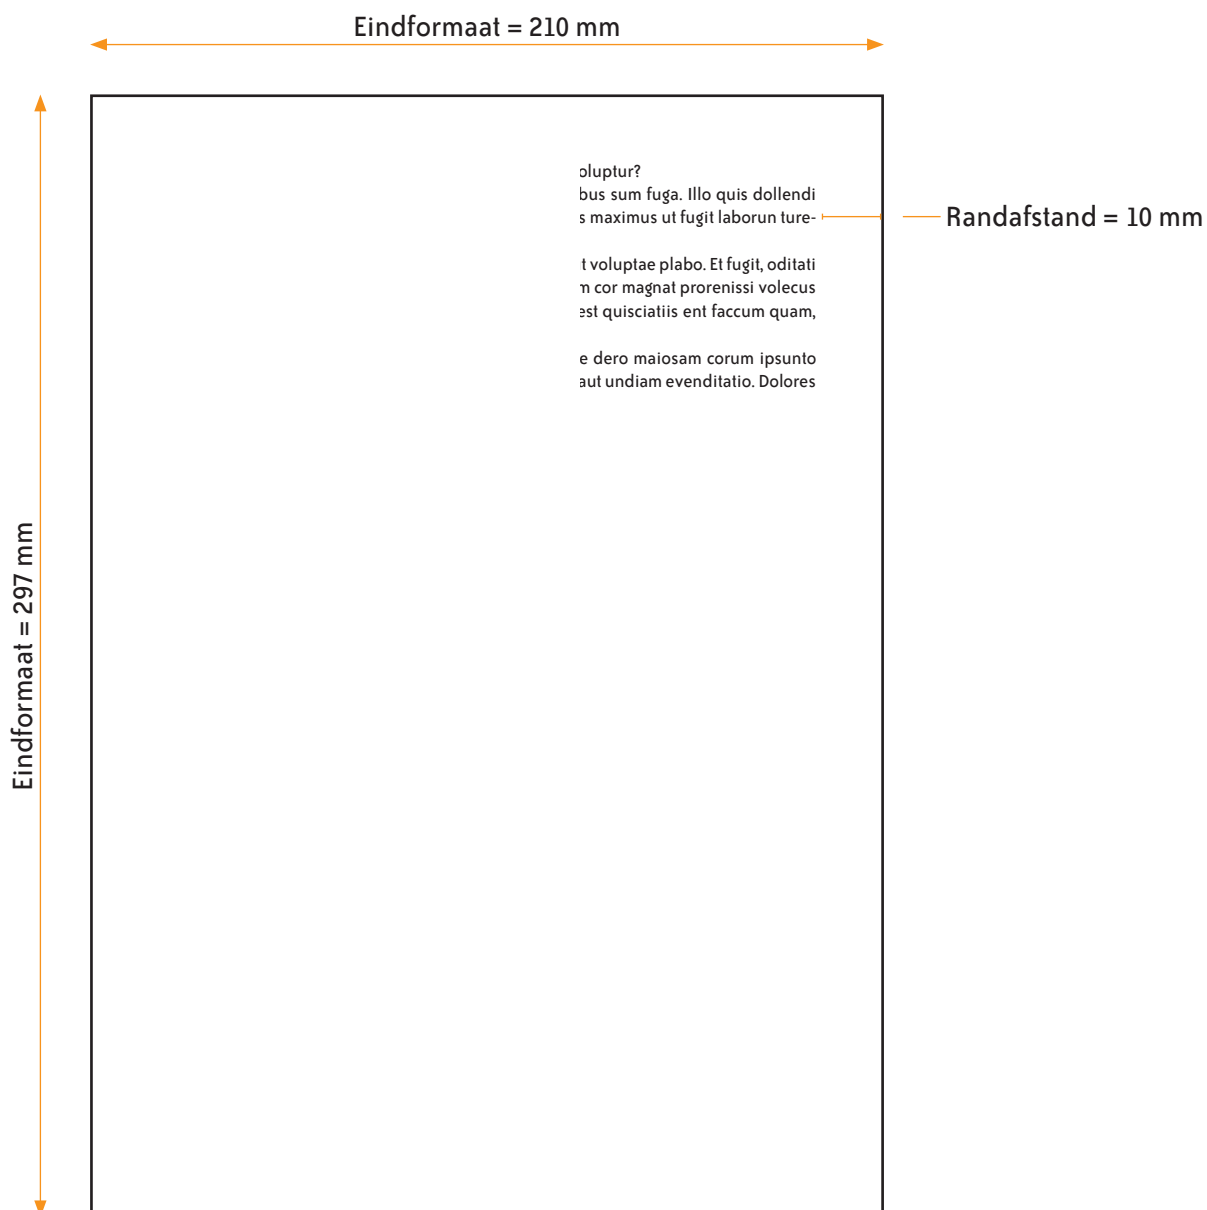 Eindformaat = 210 mm
oluptur?
bus sum fuga. Illo quis dollendi
s maximus ut fugit laborun ture-
Randafstand = 10 mm
t voluptae plabo. Et fugit, oditati
m cor magnat prorenissi volecus
est quisciatiis ent faccum quam,
e dero maiosam corum ipsunto
aut undiam evenditatio. Dolores
Eindformaat = 297 mm